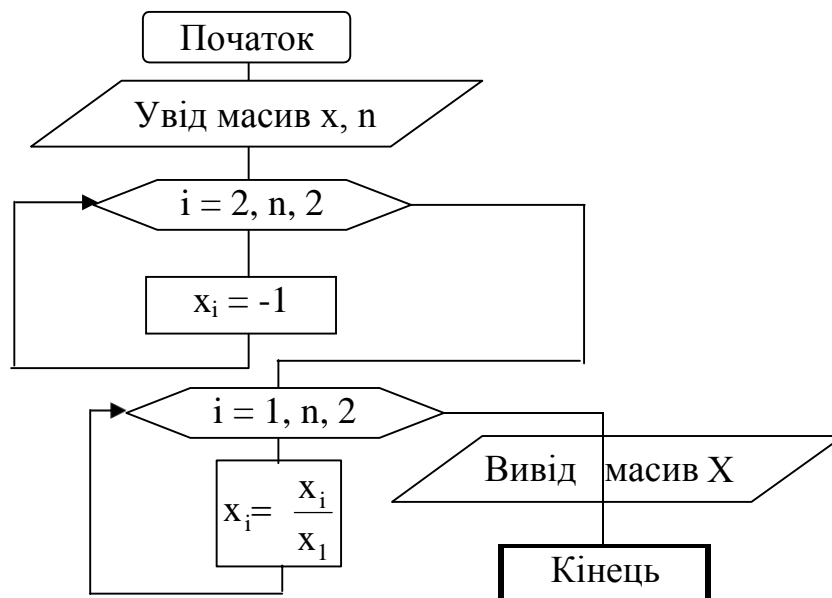 Початок
Увід масив x, n
i = 2, n, 2
xᵢ = -1
i = 1, n, 2
Вивід масив X
xᵢ= xᵢ
x₁
Кінець